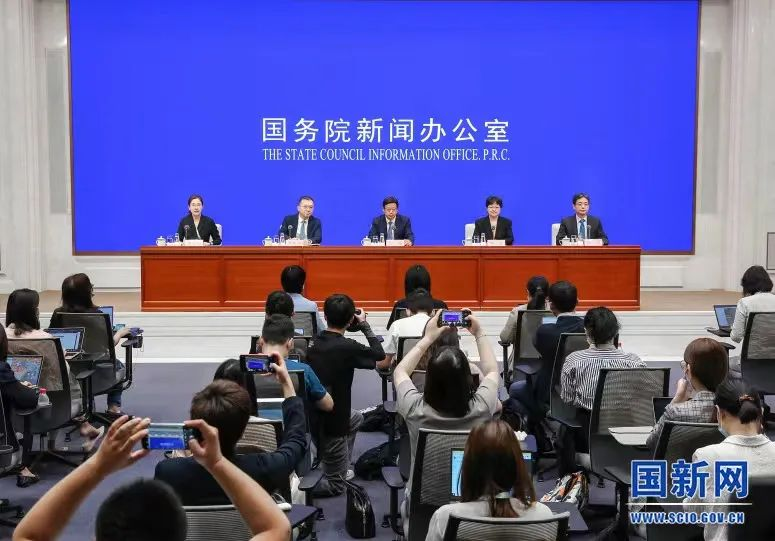 国务院新闻办公室
THE STATE COUNCIL INFORMATION OFFICE. P.R.C.
国新网
WWW.SCIO.GOV.CN